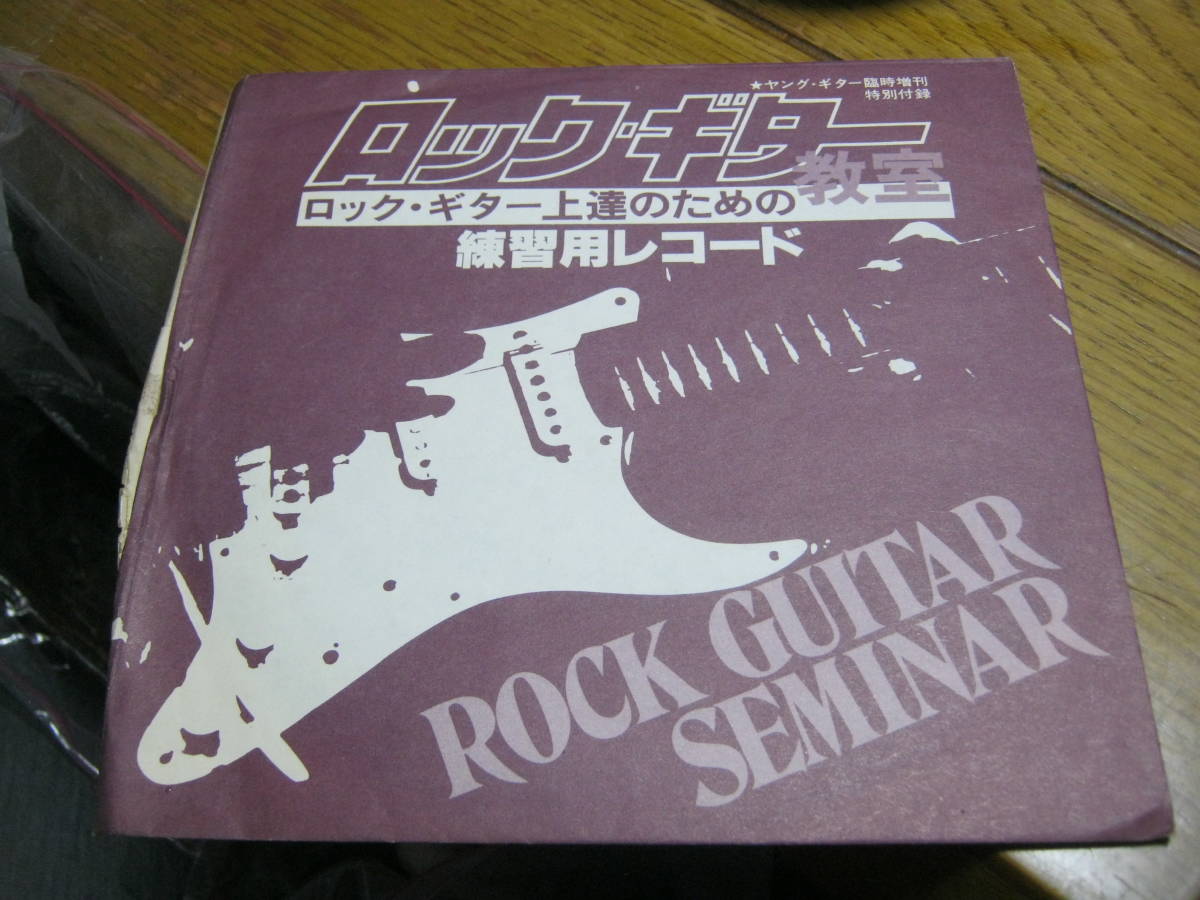 ★ヤング・ギター臨時増刊
特別付録
ロック・ギター
教室
ロック・ギター上達のための
練習用レコード
ROCK GUITAR
SEMINAR